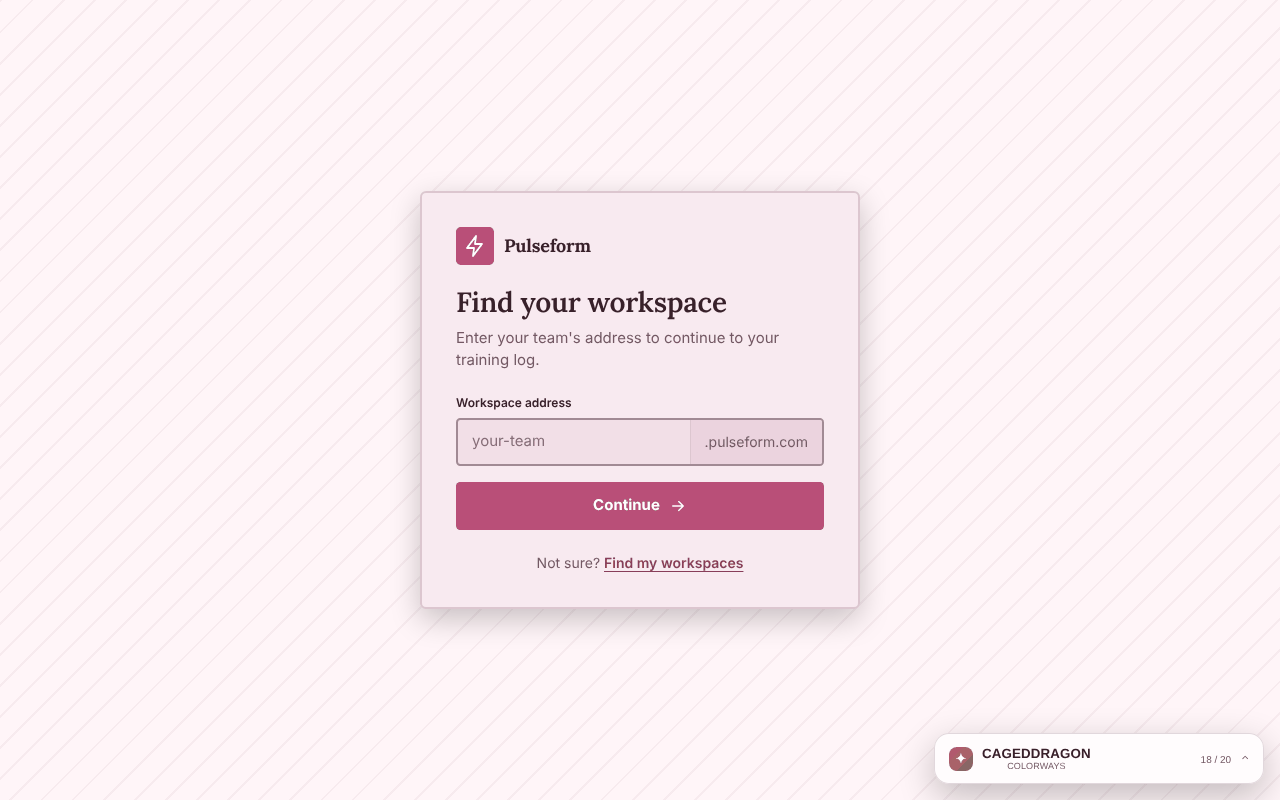 Pulseform
Find your workspace
Enter your team's address to continue to your
training log.
Workspace address
your-team
.pulseform.com
Continue →
Not sure? Find my workspaces
CAGEDDRAGON
COLORWAYS
18 / 20